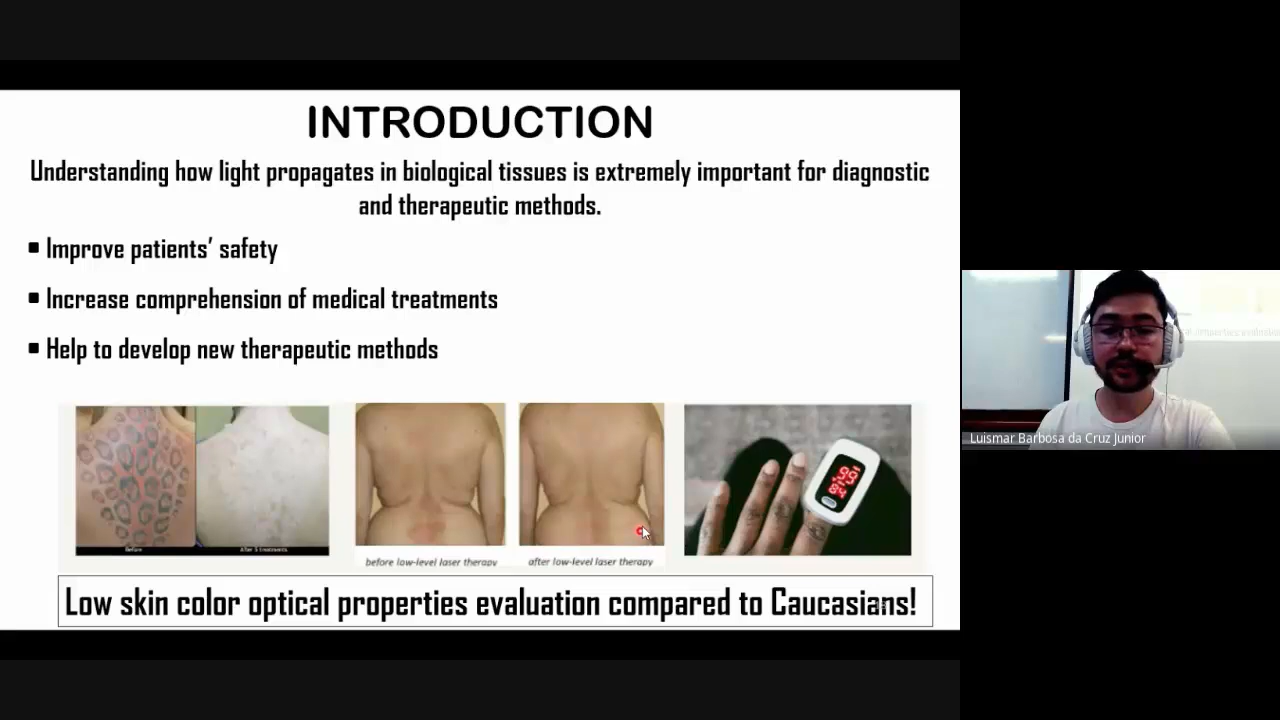 INTRODUCTION
Understanding how light propagates in biological tissues is extremely important for diagnostic
and therapeutic methods.
▪ Improve patients’ safety
▪ Increase comprehension of medical treatments
▪ Help to develop new therapeutic methods
Before
After 5 treatments
before low-level laser therapy
after low-level laser therapy
Low skin color optical properties evaluation compared to Caucasians!
Luismar Barbosa da Cruz Junior